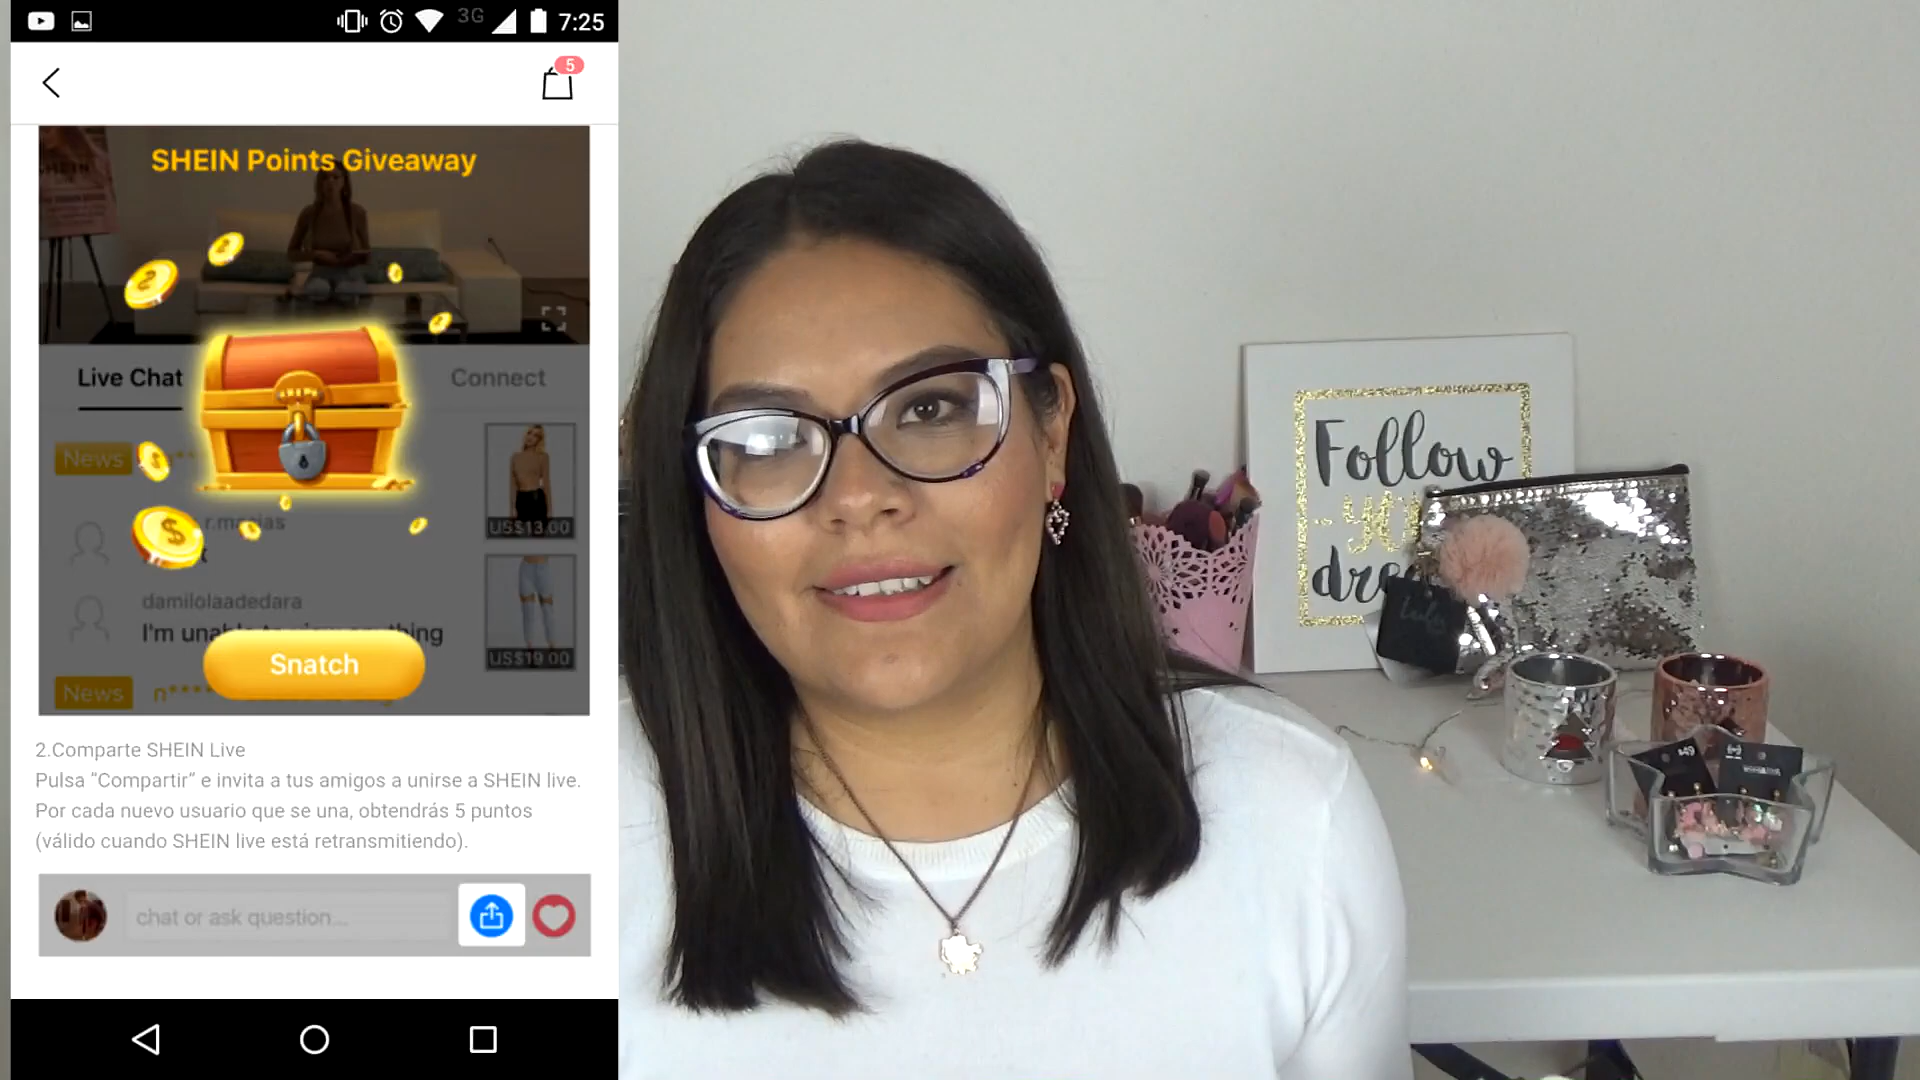 3G 7:25
5
SHEIN Points Giveaway
Live Chat
Connect
News
US$13.00
damilolaadedara
I'm
Snatch
US$19.00
News
2.Comparte SHEIN Live
Pulsa “Compartir” e invita a tus amigos a unirse a SHEIN live.
Por cada nuevo usuario que se una, obtendrás 5 puntos
(válido cuando SHEIN live está retransmitiendo).
chat or ask question...
Follow